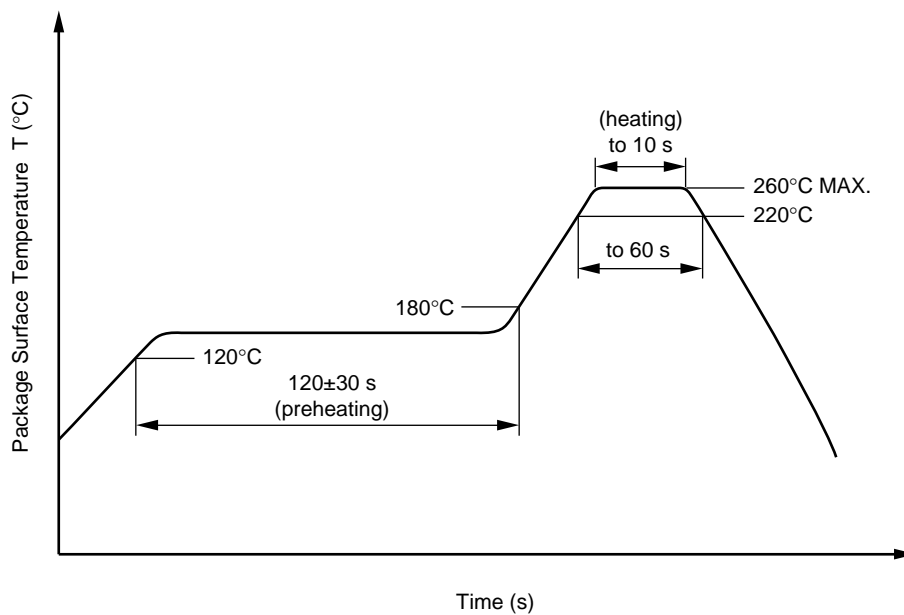 Package Surface Temperature T (°C)
(heating)
to 10 s
260°C MAX.
220°C
to 60 s
180°C
120°C
120±30 s
(preheating)
Time (s)